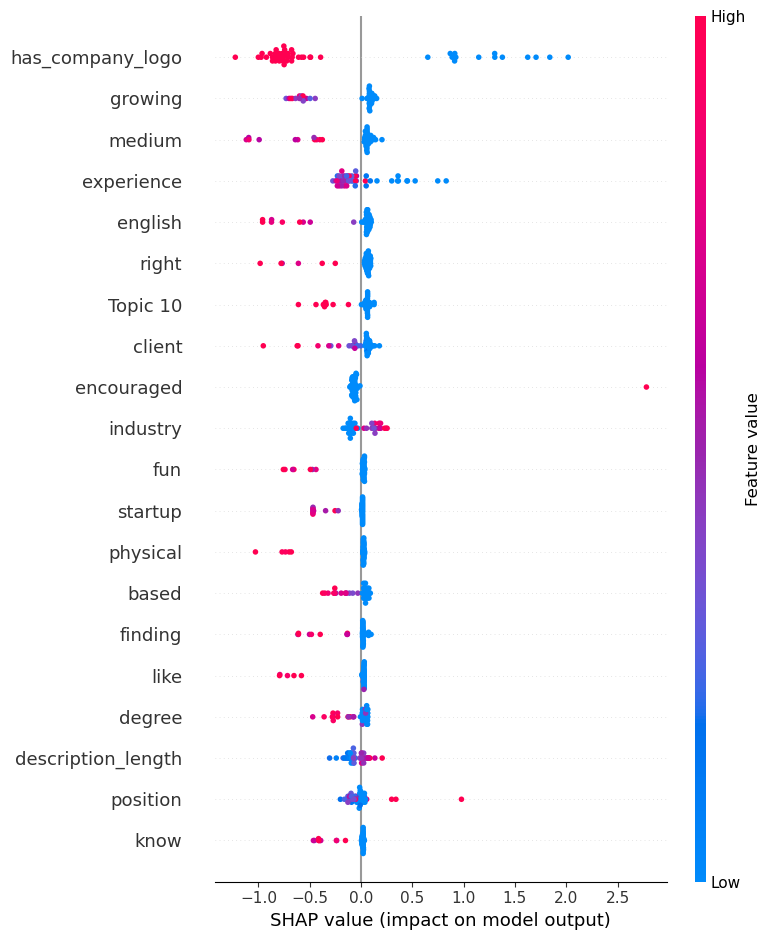 High
has_company_logo
growing
medium
experience
english
right
Topic 10
client
encouraged
industry
fun
startup
physical
based
finding
like
degree
description_length
position
know
Feature value
Low
−1.0 −0.5 0.0 0.5 1.0 1.5 2.0 2.5
SHAP value (impact on model output)